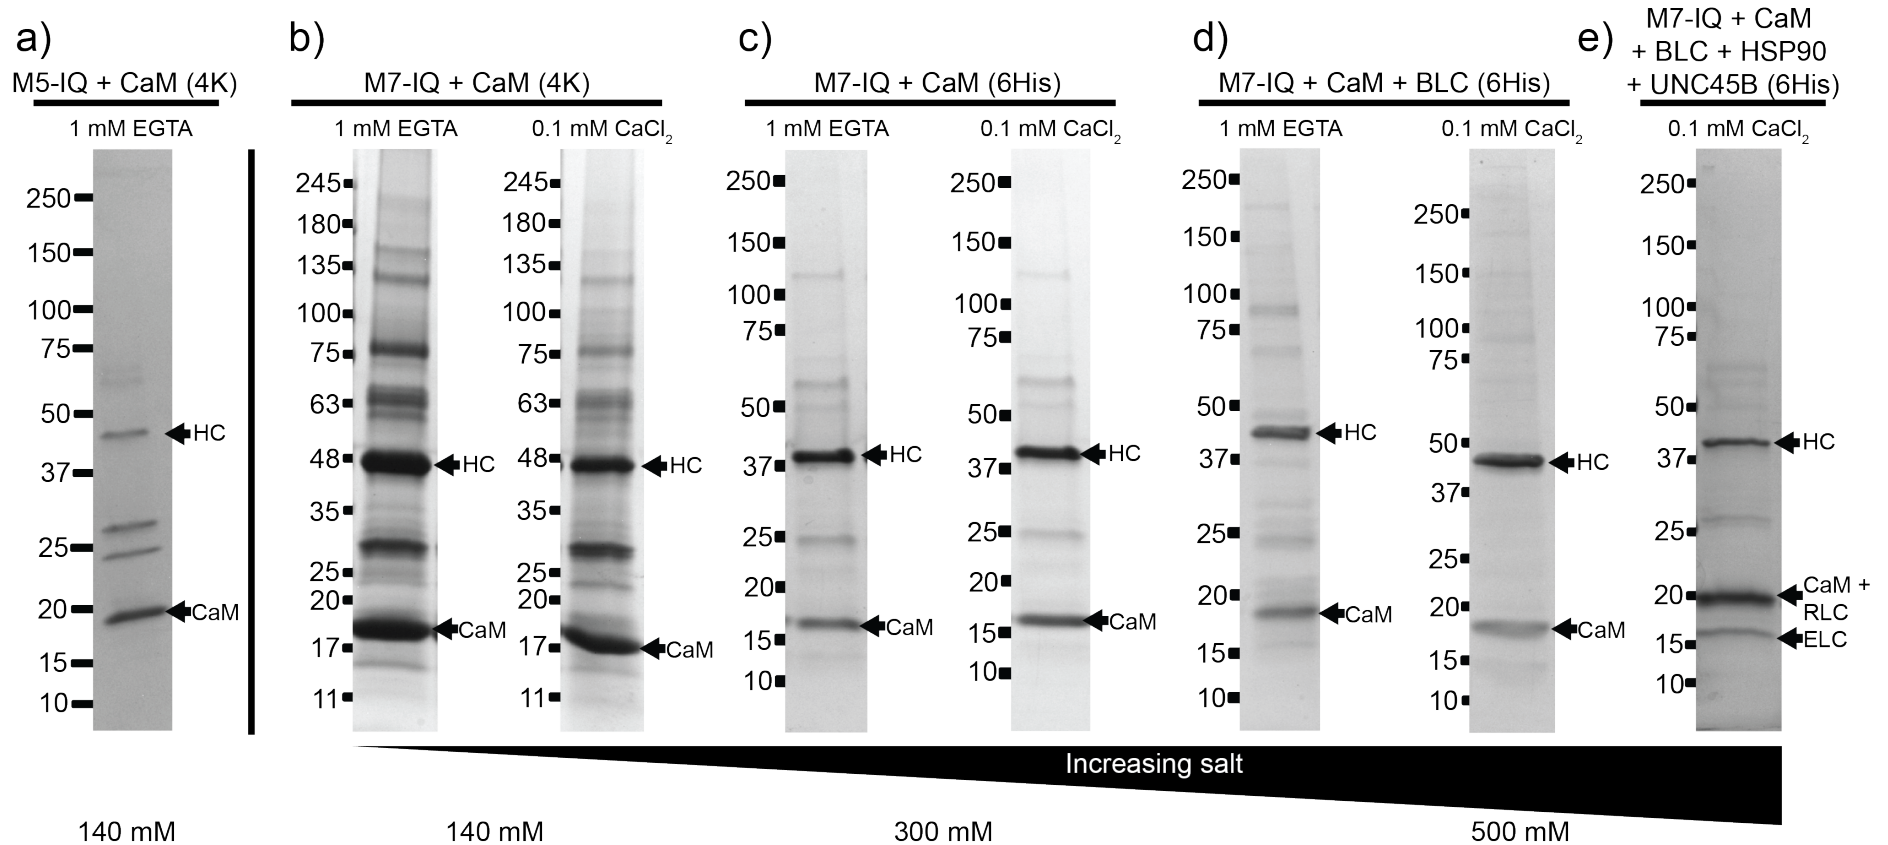 a)
M5-IQ + CaM (4K)
1 mM EGTA
250
150
100
75
50
37
25
20
15
10
HC
CaM
b)
M7-IQ + CaM (4K)
1 mM EGTA
245
180
135
100
75
63
48
35
25
20
17
11
HC
CaM
0.1 mM CaCl2
245
180
135
100
75
63
48
35
25
20
17
11
HC
CaM
c)
M7-IQ + CaM (6His)
1 mM EGTA
250
150
100
75
50
37
25
20
15
10
HC
CaM
0.1 mM CaCl2
250
150
100
75
50
37
25
20
15
10
HC
CaM
d)
M7-IQ + CaM + BLC (6His)
1 mM EGTA
250
150
100
75
50
37
25
20
15
10
HC
CaM
0.1 mM CaCl2
250
150
100
75
50
37
25
20
15
10
HC
CaM
e)
M7-IQ + CaM
+ BLC + HSP90
+ UNC45B (6His)
0.1 mM CaCl2
250
150
100
75
50
37
25
20
15
10
HC
CaM +
RLC
ELC
Increasing salt
140 mM
140 mM
300 mM
500 mM